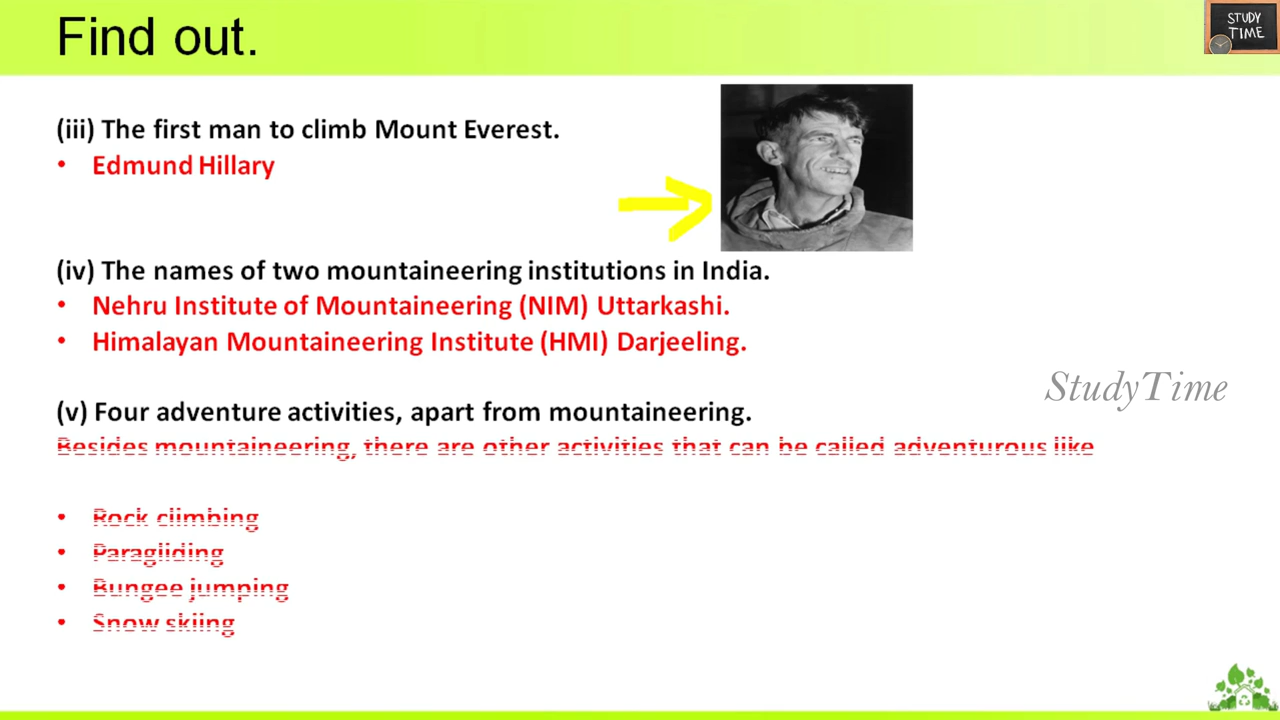 Find out.
STUDY
TIME
(iii) The first man to climb Mount Everest.
• Edmund Hillary
(iv) The names of two mountaineering institutions in India.
• Nehru Institute of Mountaineering (NIM) Uttarkashi.
• Himalayan Mountaineering Institute (HMI) Darjeeling.
StudyTime
(v) Four adventure activities, apart from mountaineering.
Besides mountaineering, there are other activities that can be called adventurous like
• Rock climbing
• Paragliding
• Bungee jumping
• Snow skiing